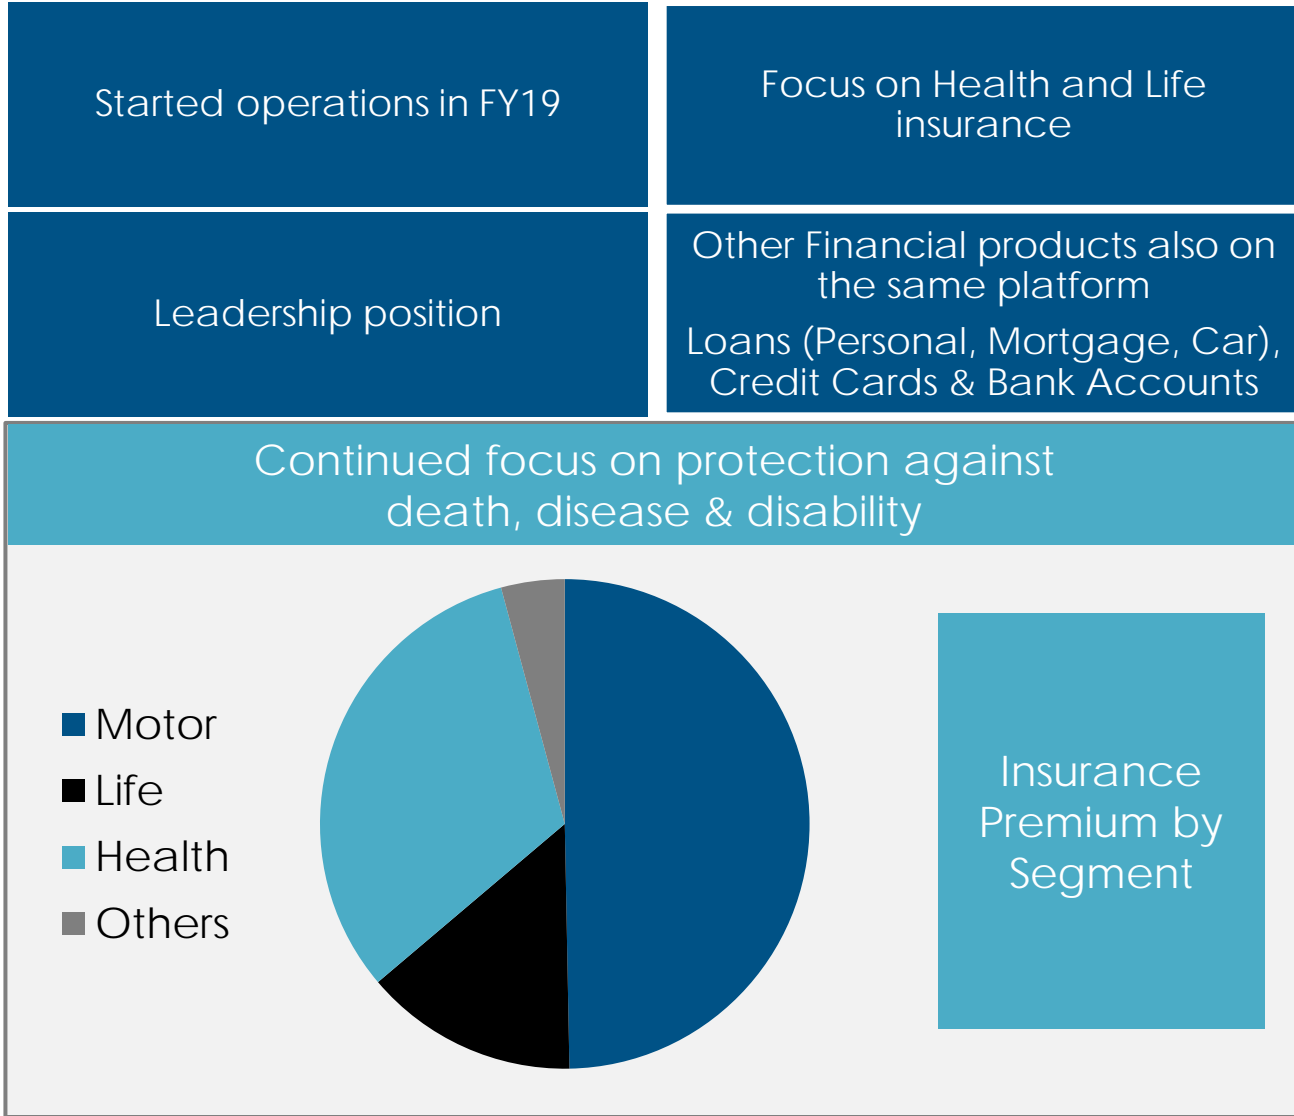 Started operations in FY19
Focus on Health and Life
insurance
Leadership position
Other Financial products also on
the same platform
Loans (Personal, Mortgage, Car),
Credit Cards & Bank Accounts
Continued focus on protection against
death, disease & disability
Motor
Life
Health
Others
Insurance
Premium by
Segment